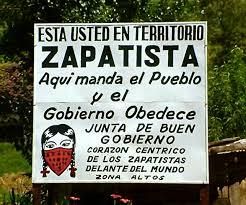 ESTA USTED EN TERRITORIO
ZAPATISTA
Aquí manda el Pueblo
y el
Gobierno Obedece
JUNTA DE BUEN
GOBIERNO
CORAZON CENTRICO
DE LOS ZAPATISTAS
DELANTE DEL MUNDO
ZONA ALTOS